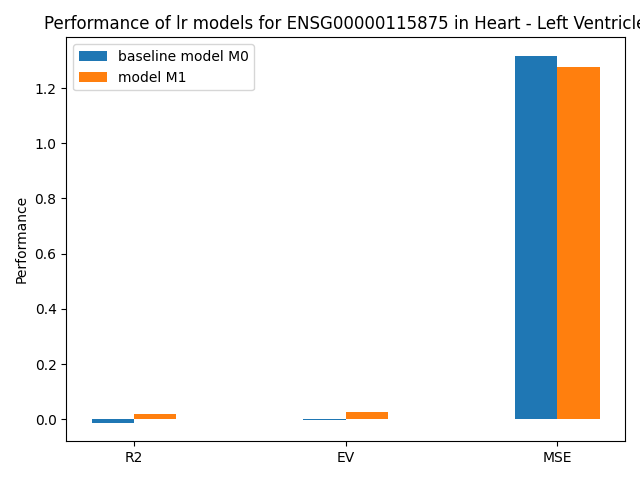 Performance of lr models for ENSG00000115875 in Heart - Left Ventricle
baseline model M0
model M1
Performance
1.2
1.0
0.8
0.6
0.4
0.2
0.0
R2
EV
MSE